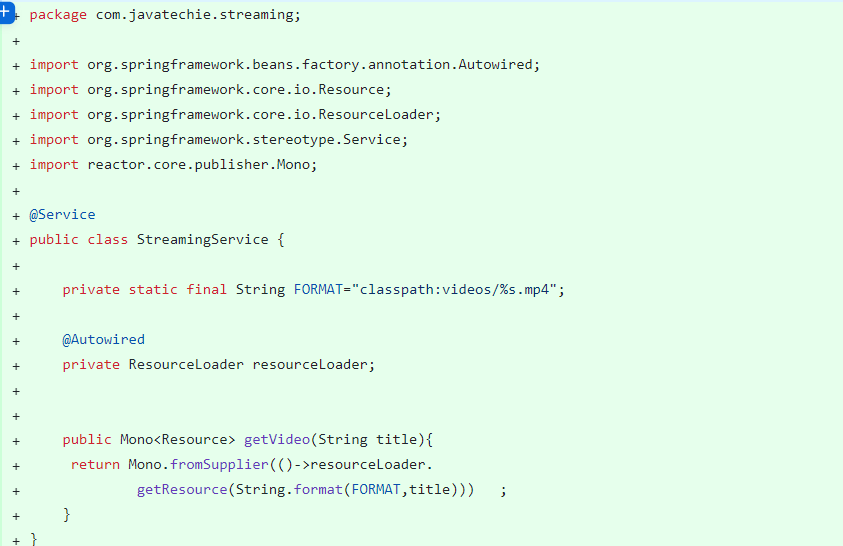 + package com.javatechie.streaming;
+
+ import org.springframework.beans.factory.annotation.Autowired;
+ import org.springframework.core.io.Resource;
+ import org.springframework.core.io.ResourceLoader;
+ import org.springframework.stereotype.Service;
+ import reactor.core.publisher.Mono;
+
+ @Service
+ public class StreamingService {
+
+     private static final String FORMAT="classpath:videos/%s.mp4";
+
+     @Autowired
+     private ResourceLoader resourceLoader;
+
+
+     public Mono<Resource> getVideo(String title){
+      return Mono.fromSupplier(()->resourceLoader.
+              getResource(String.format(FORMAT,title)))   ;
+     }
+ }